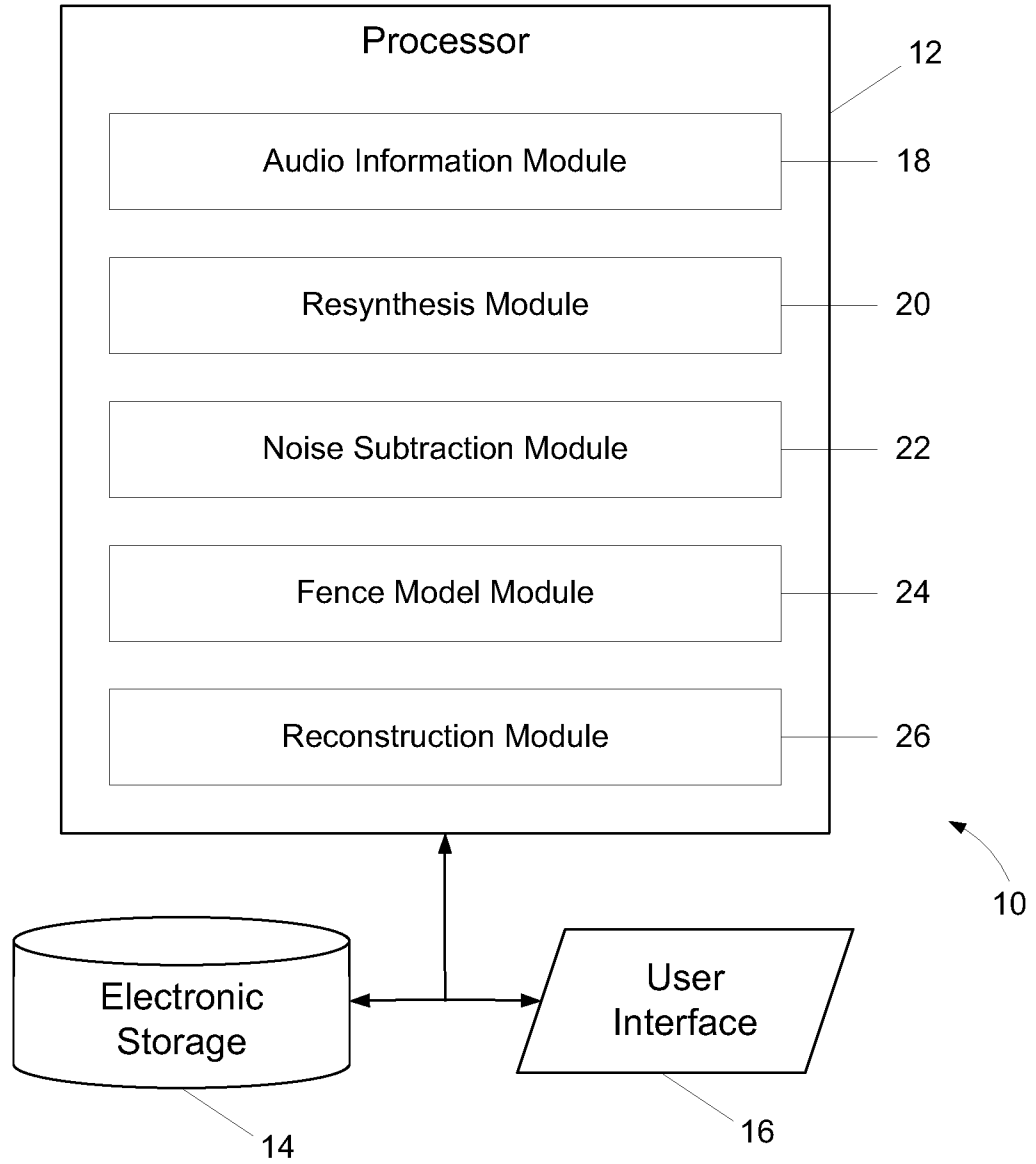 Processor
12
Audio Information Module
18
Resynthesis Module
20
Noise Subtraction Module
22
Fence Model Module
24
Reconstruction Module
26
10
Electronic
Storage
14
User
Interface
16